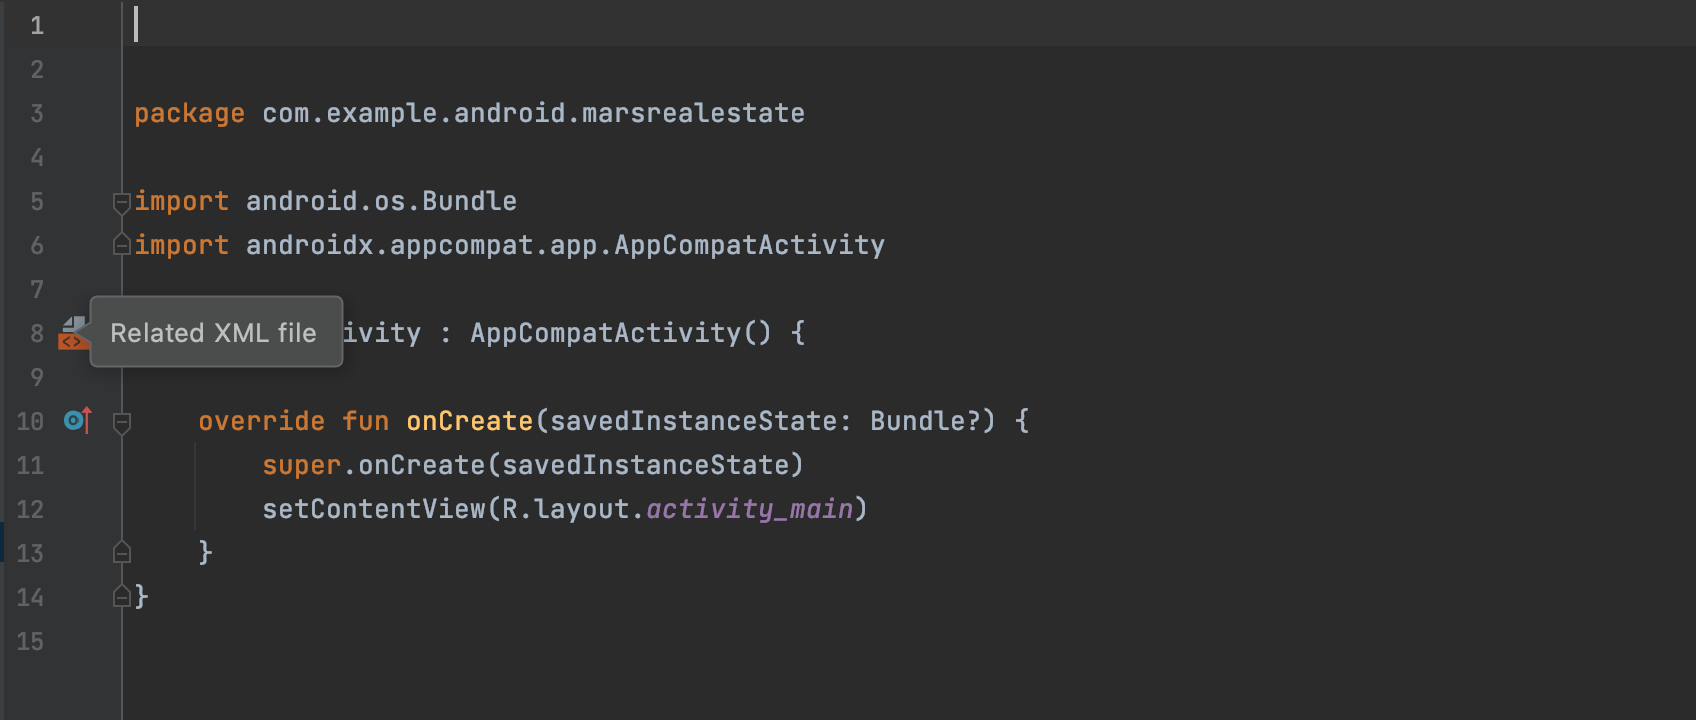 1
2
3 package com.example.android.marsrealestate
4
5 import android.os.Bundle
6 import androidx.appcompat.app.AppCompatActivity
7
8 <> Related XML file ivity : AppCompatActivity() {
9
10 override fun onCreate(savedInstanceState: Bundle?) {
11 super.onCreate(savedInstanceState)
12 setContentView(R.layout.activity_main)
13 }
14 }
15